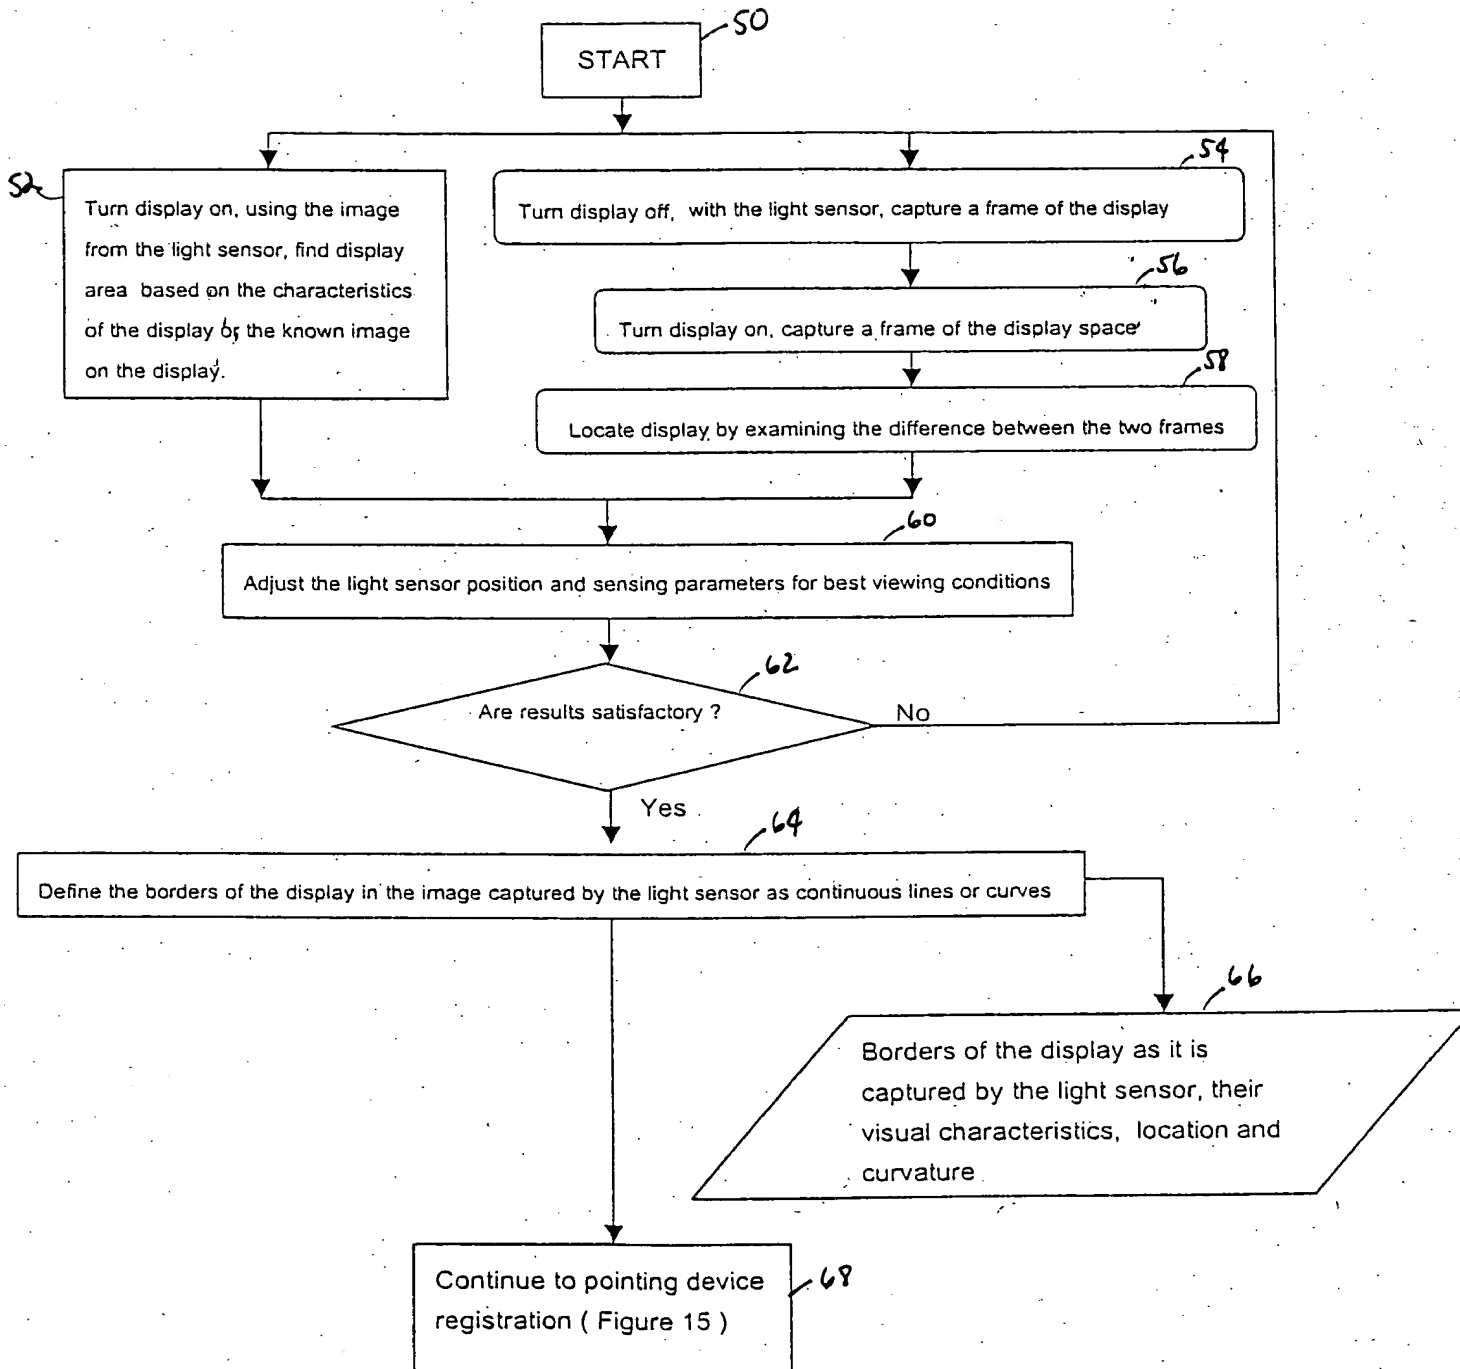 50
START
54
52
Turn display on, using the image
from the light sensor, find display
area based on the characteristics
of the display or the known image
on the display.
Turn display off, with the light sensor, capture a frame of the display
56
Turn display on, capture a frame of the display space
58
Locate display by examining the difference between the two frames
60
Adjust the light sensor position and sensing parameters for best viewing conditions
62
Are results satisfactory ?
No
Yes
64
Define the borders of the display in the image captured by the light sensor as continuous lines or curves
66
Borders of the display as it is
captured by the light sensor, their
visual characteristics, location and
curvature
68
Continue to pointing device
registration ( Figure 15 )